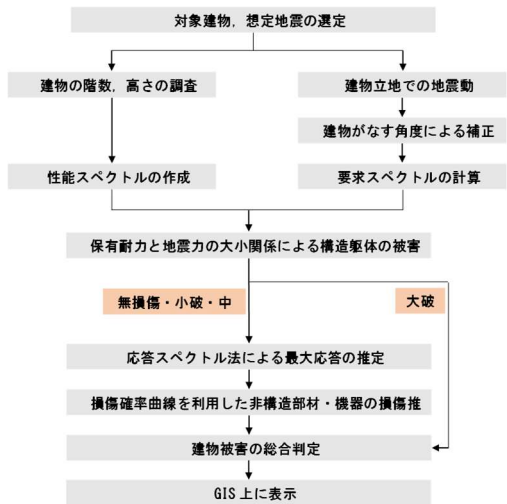 対象建物，想定地震の選定
建物の階数，高さの調査
建物立地での地震動
建物がなす角度による補正
性能スペクトルの作成
要求スペクトルの計算
保有耐力と地震力の大小関係による構造躯体の被害
無損傷・小破・中
大破
応答スペクトル法による最大応答の推定
損傷確率曲線を利用した非構造部材・機器の損傷推
建物被害の総合判定
GIS 上に表示